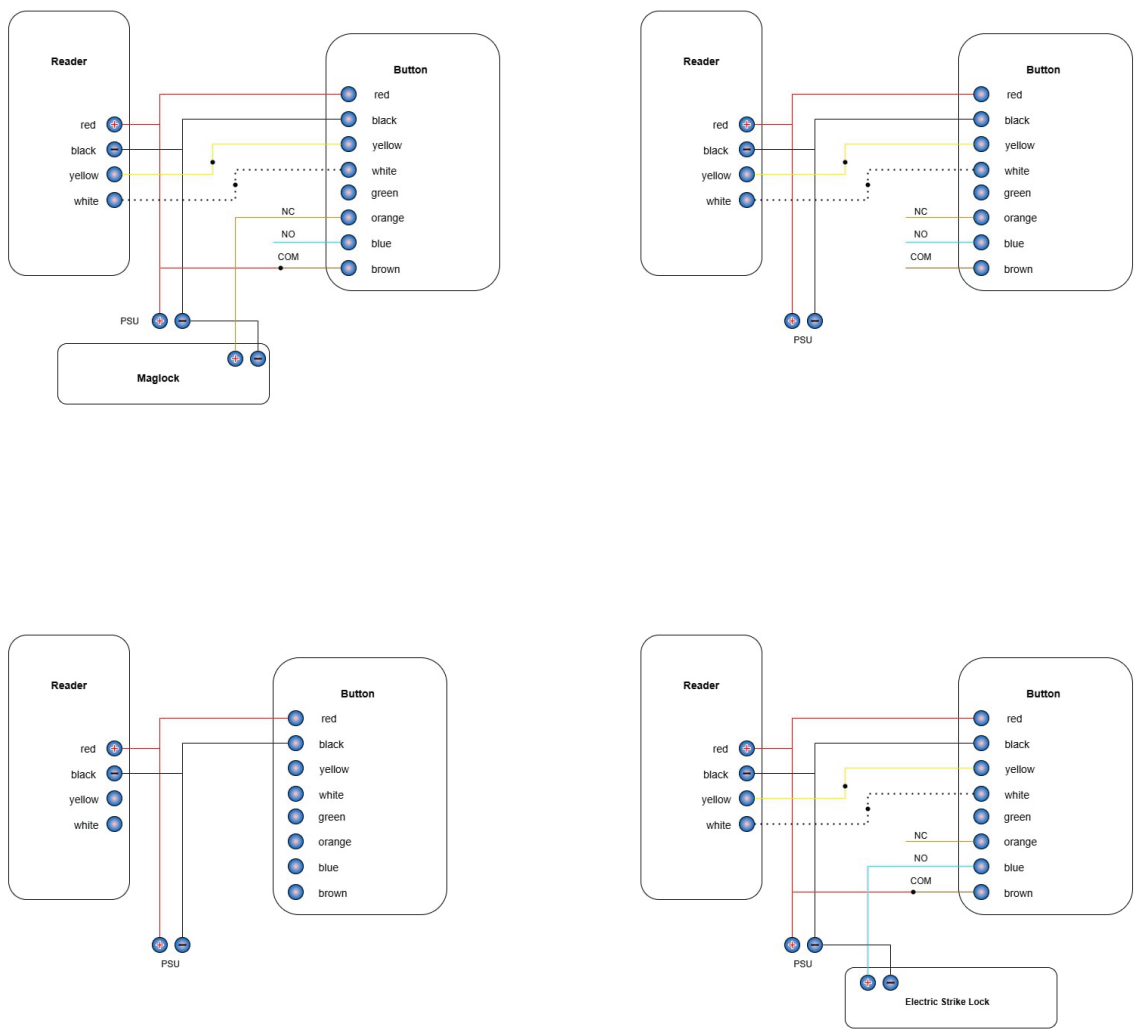 Reader
Button
red
red
black
black
yellow
yellow
white
white
green
NC
orange
NO
blue
COM
brown
PSU
Maglock
Reader
Button
red
red
black
black
yellow
yellow
white
white
green
NC
orange
NO
blue
COM
brown
PSU
Reader
Button
red
red
black
black
yellow
yellow
white
white
green
orange
blue
brown
PSU
Reader
Button
red
red
black
black
yellow
yellow
white
white
green
NC
orange
NO
blue
COM
brown
PSU
Electric Strike Lock